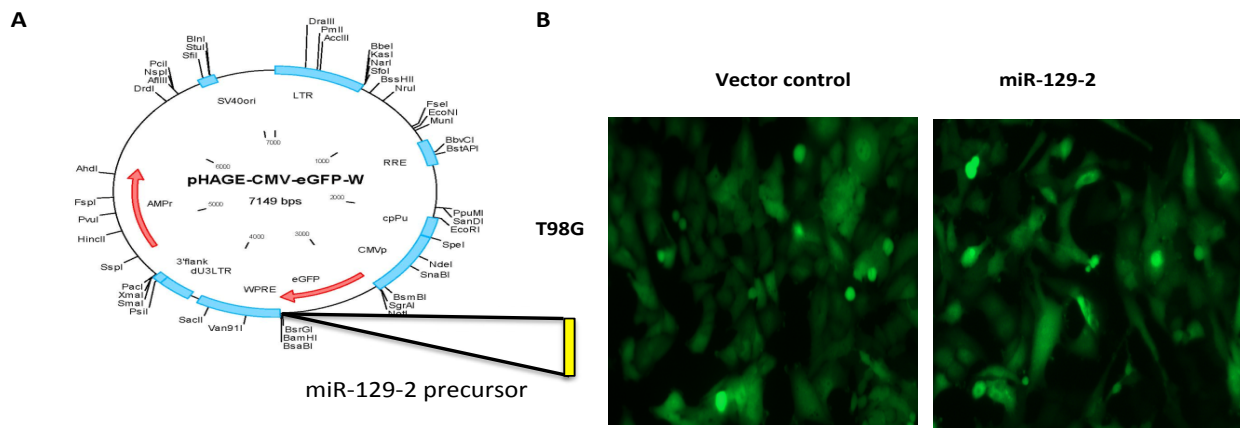 A
B
DraIII
PmlI
AccIII
BlnI
StuI
SfiI
BbeI
KasI
NarI
SfoI
BssHII
NruI
PciI
NspI
AflIII
DrdI
SV40ori
LTR
FseI
EcoNI
MunI
BbvCI
BstAPI
RRE
7000
1000
6000
pHAGE-CMV-eGFP-W
7149 bps
2000
5000
4000
3000
AhdI
FspI
PvuI
HincII
SspI
AMPr
cpPu
PpuMI
SanDI
EcoRI
SpeI
NdeI
SnaBI
CMVp
eGFP
WPRE
3'flank
dU3LTR
PacI
XmaI
SmaI
PsiI
SacII
Van91I
BsmBI
SgrAI
NotI
BsrGI
BamHI
BsaBI
miR-129-2 precursor
Vector control
miR-129-2
T98G